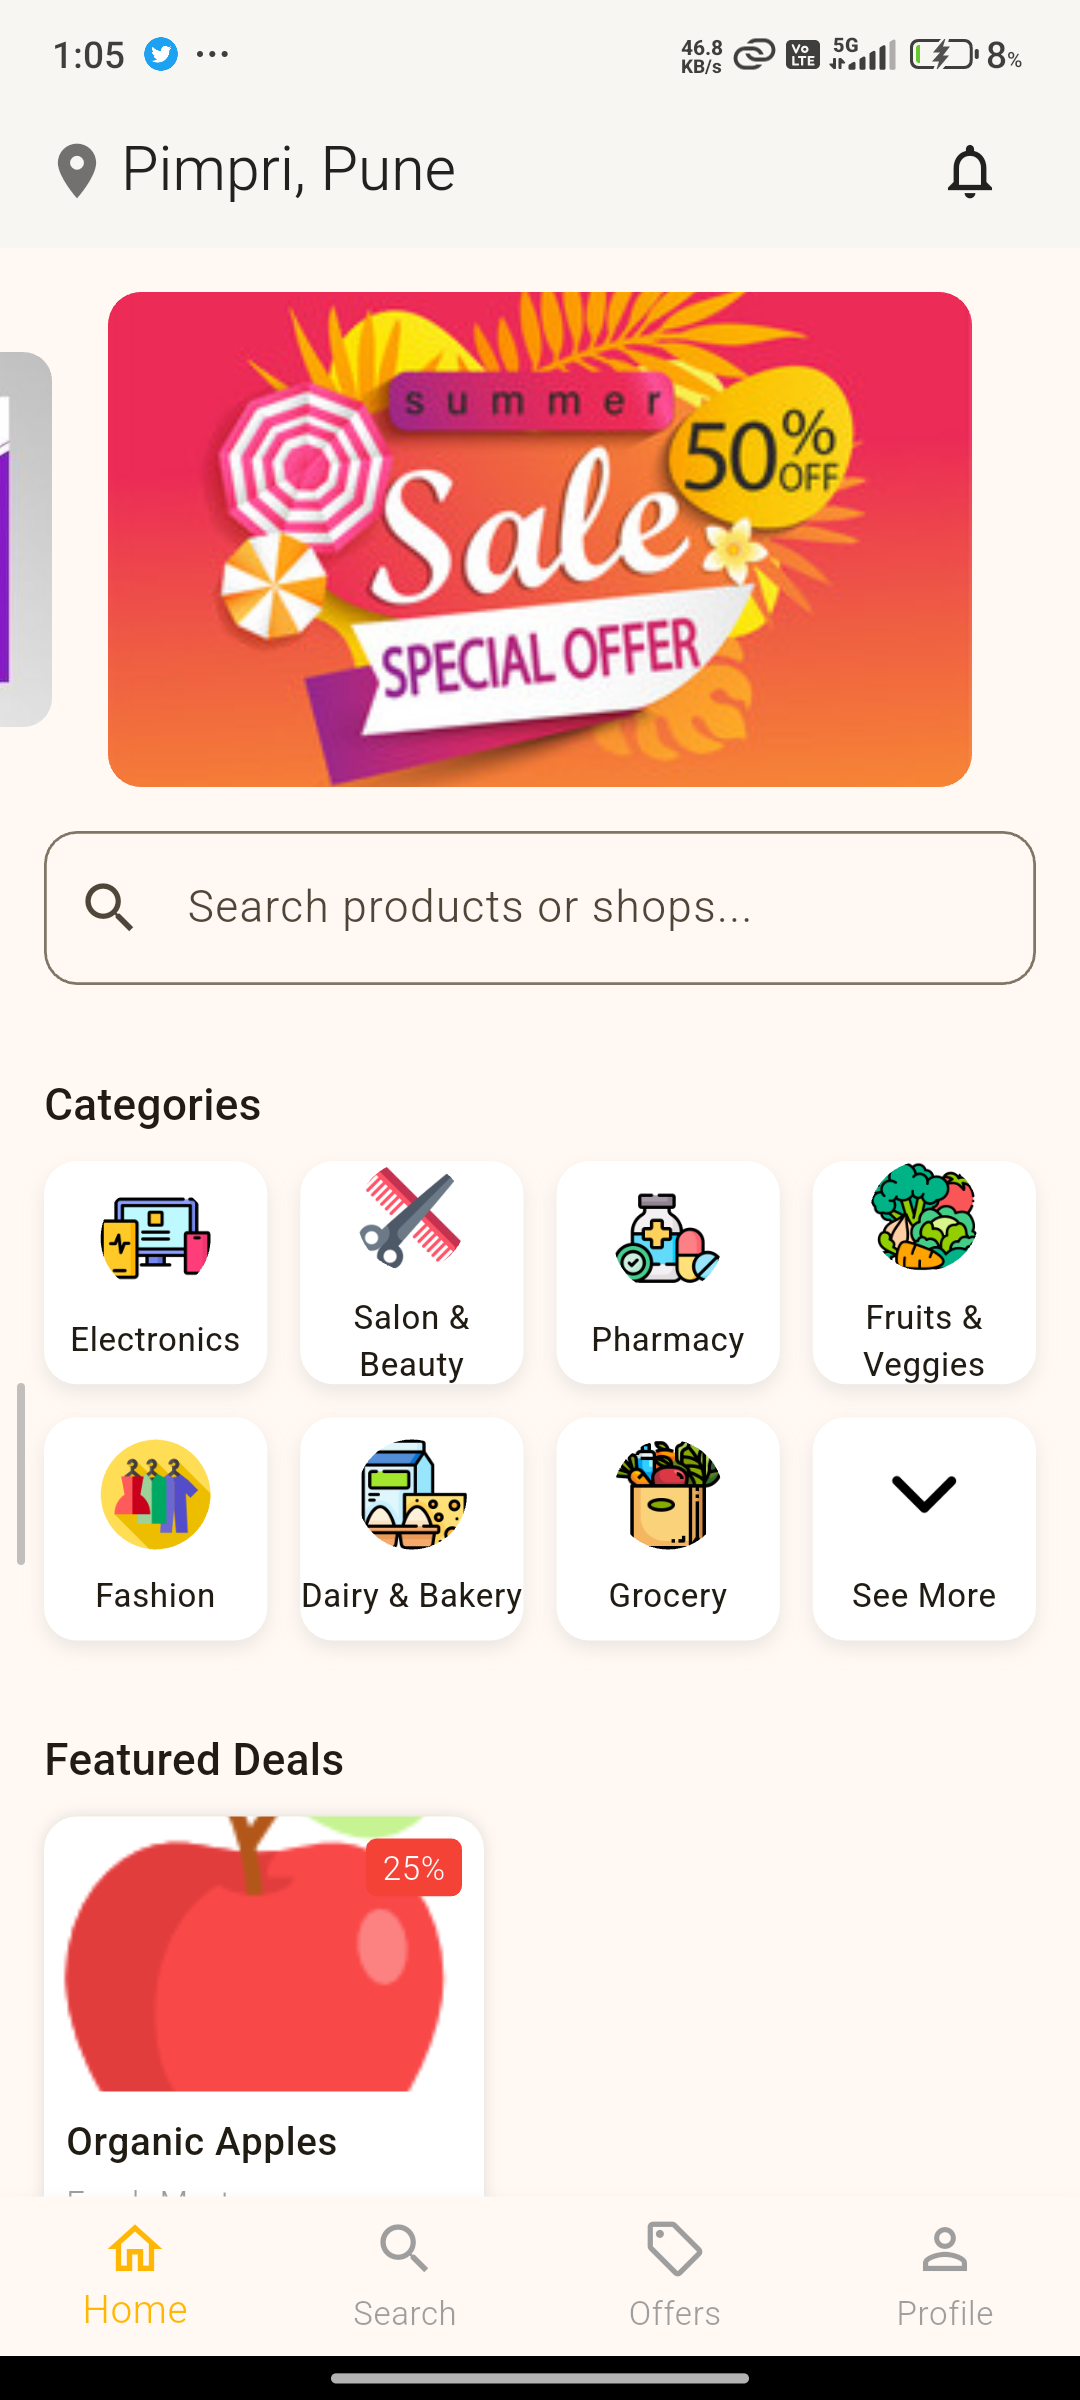 1:05
46.8
KB/s
Vo
LTE
5G
8%
Pimpri, Pune
summer
Sale
50%
OFF
SPECIAL OFFER
Search products or shops...
Categories
Electronics
Salon &
Beauty
Pharmacy
Fruits &
Veggies
Fashion
Dairy & Bakery
Grocery
See More
Featured Deals
25%
Organic Apples
Home
Search
Offers
Profile